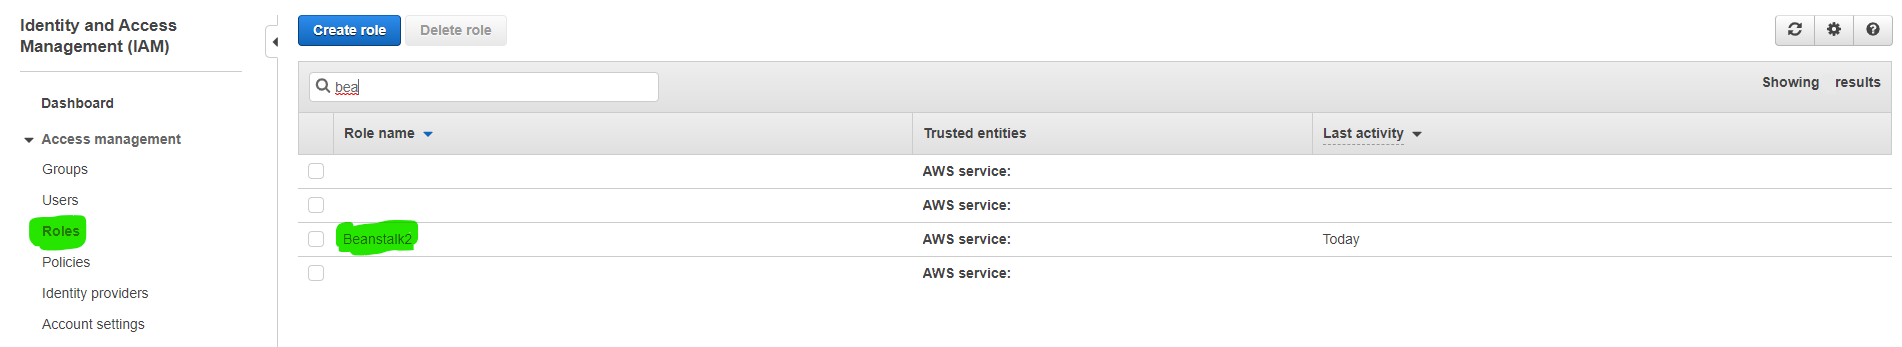 Identity and Access
Management (IAM)
Dashboard
Access management
Groups
Users
Roles
Policies
Identity providers
Account settings
Create role
Delete role
bea
Showing results
Role name
Trusted entities
Last activity
AWS service:
AWS service:
Beanstalk2
AWS service:
Today
AWS service: